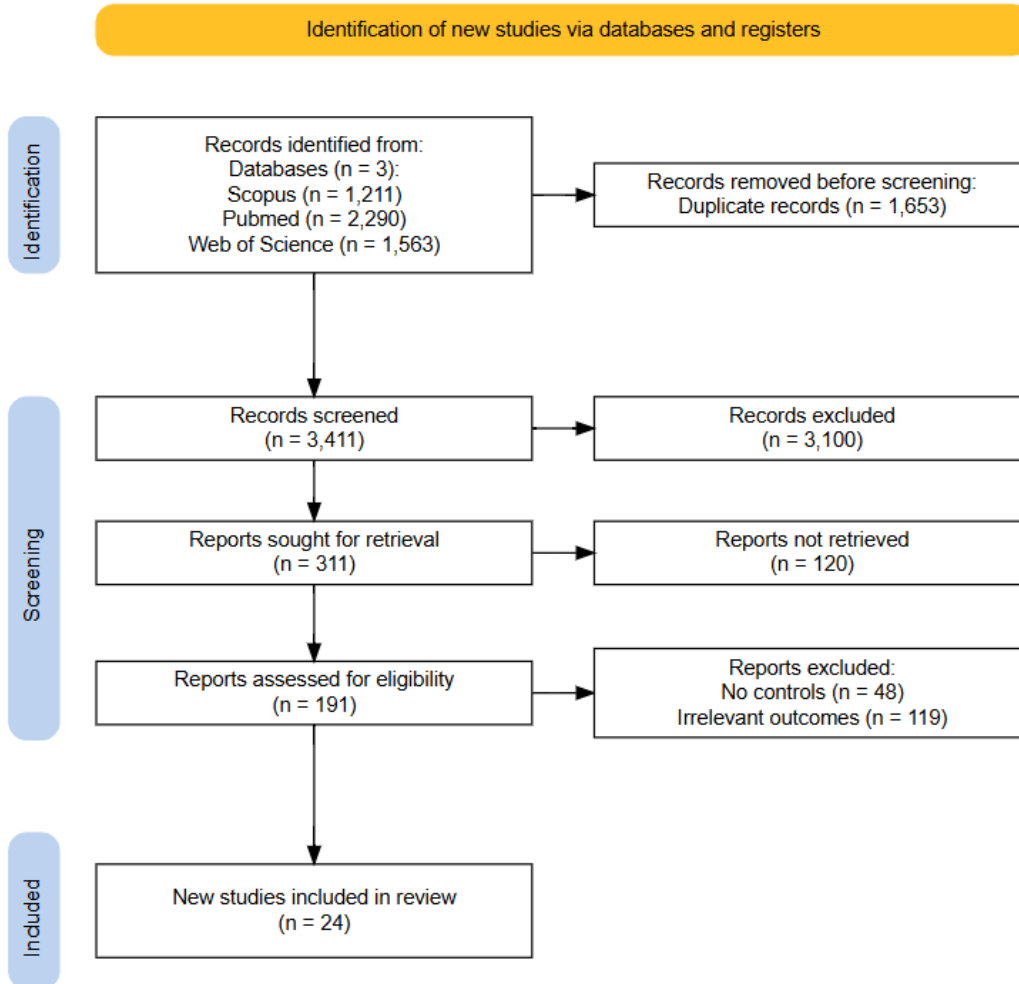 Identification of new studies via databases and registers
Identification
Records identified from:
Databases (n = 3):
Scopus (n = 1,211)
Pubmed (n = 2,290)
Web of Science (n = 1,563)
Records removed before screening:
Duplicate records (n = 1,653)
Screening
Records screened
(n = 3,411)
Records excluded
(n = 3,100)
Reports sought for retrieval
(n = 311)
Reports not retrieved
(n = 120)
Reports assessed for eligibility
(n = 191)
Reports excluded:
No controls (n = 48)
Irrelevant outcomes (n = 119)
Included
New studies included in review
(n = 24)